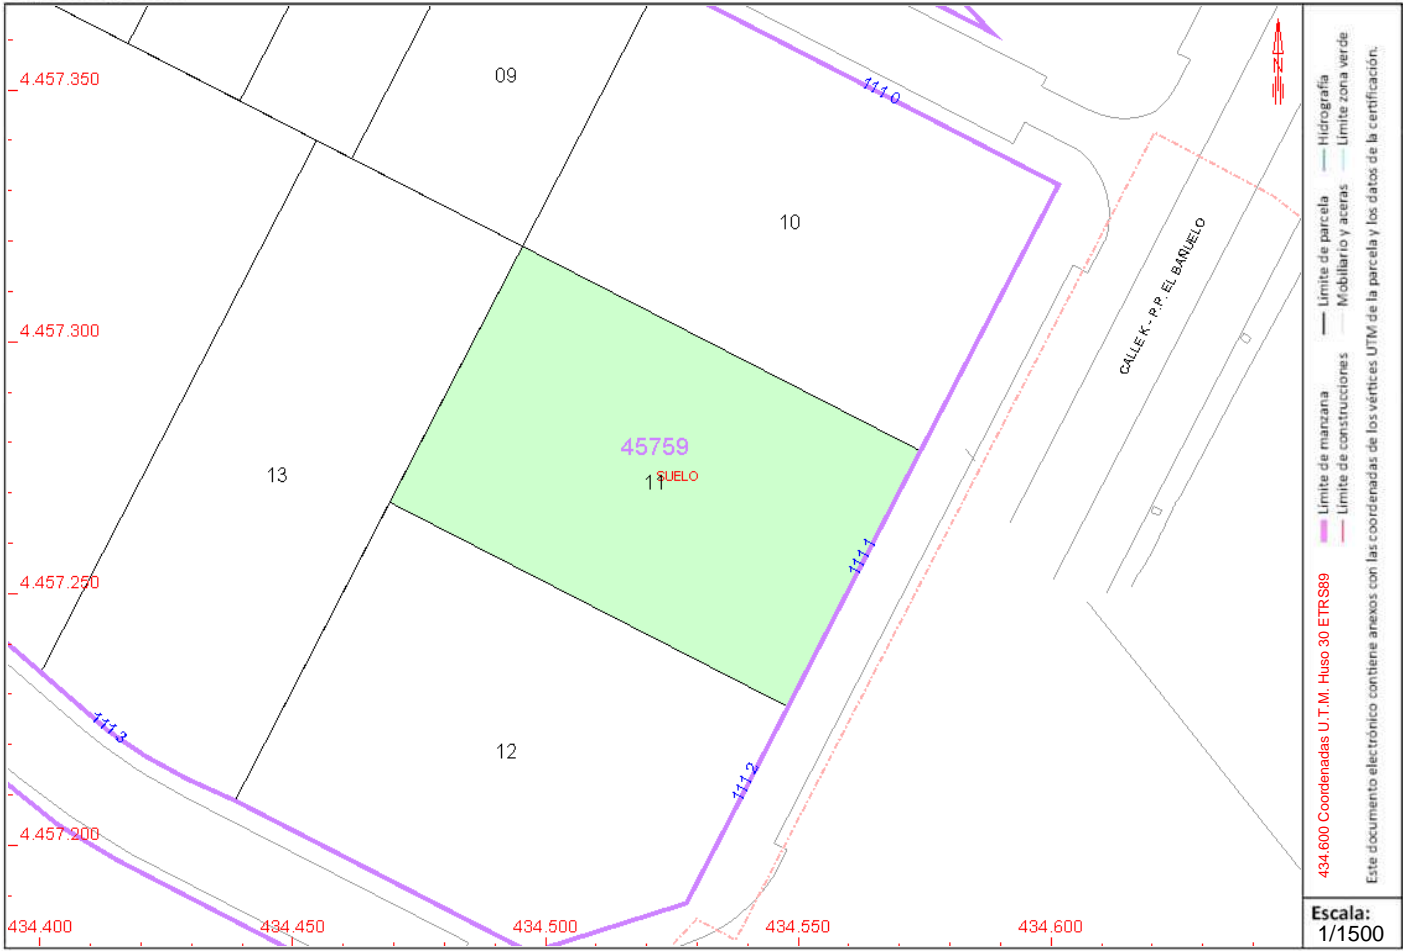 4.457.350
09
111.0
10
4.457.300
CALLE K - P.P. EL BAÑUELO
45759
SUELO
11
13
111.1
4.457.250
111.3
12
111.2
4.457.200
434.400
434.450
434.500
434.550
434.600
N
Hidrografía
Límite zona verde
Límite de parcela
Mobiliario y aceras
Límite de manzana
Límite de construcciones
434.600 Coordenadas U.T.M. Huso 30 ETRS89
Este documento electrónico contiene anexos con las coordenadas de los vértices UTM de la parcela y los datos de la certificación.
Escala:
1/1500